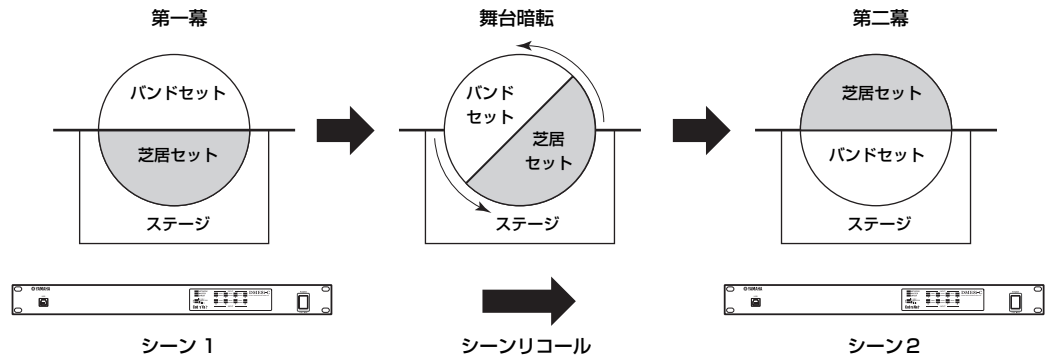 第一幕
舞台暗転
第二幕
バンドセット
芝居セット
ステージ
バンド
セット
芝居
セット
ステージ
芝居セット
バンドセット
ステージ
YAMAHA
YAMAHA
シーン 1
シーンリコール
シーン2